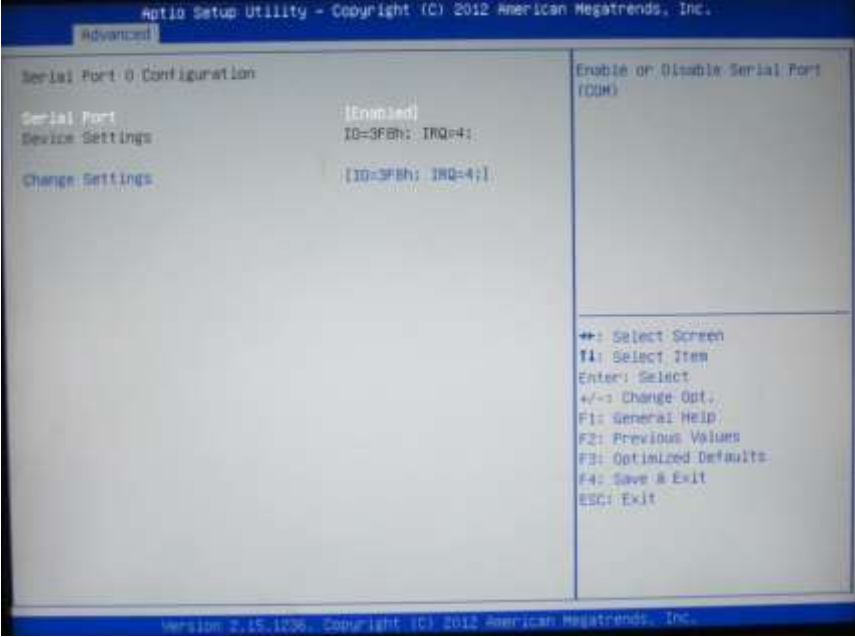 Aptio Setup Utility – Copyright (C) 2012 American Megatrends, Inc.
Advanced
Serial Port 0 Configuration
Serial Port [Enabled]
Device Settings IO=3F8h; IRQ=4;
Change Settings [IO=3F8h; IRQ=4;]
Enable or Disable Serial Port
(COM)
↔: Select Screen
↑↓: Select Item
Enter: Select
+/-: Change Opt.
F1: General Help
F2: Previous Values
F3: Optimized Defaults
F4: Save & Exit
ESC: Exit
Version 2.15.1236. Copyright (C) 2012 American Megatrends, Inc.